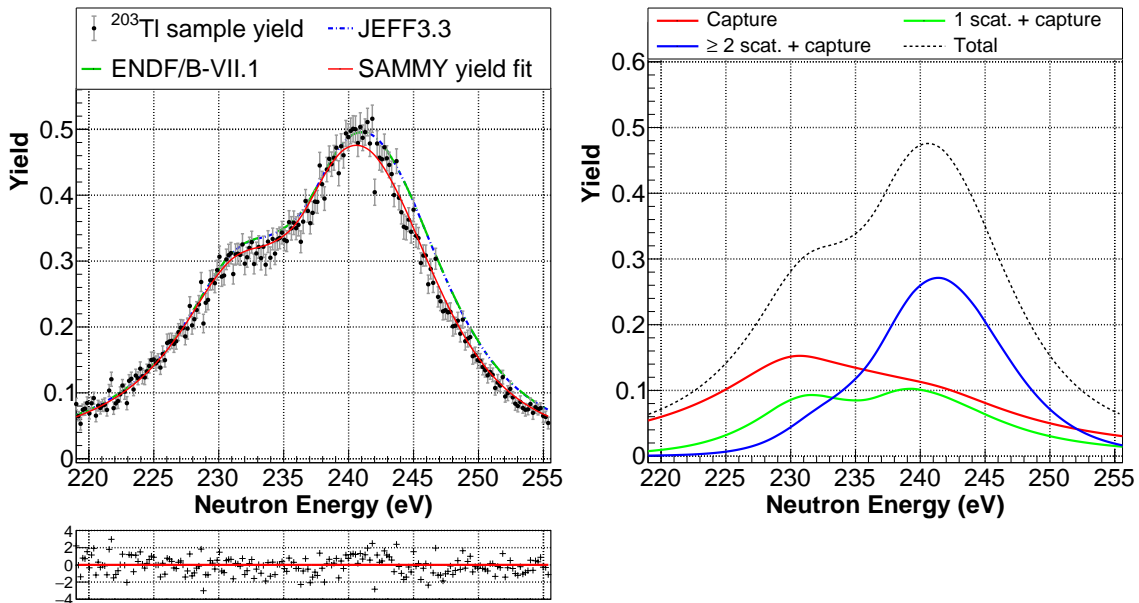 ²⁰³Tl sample yield JEFF3.3
ENDF/B-VII.1 SAMMY yield fit
Yield
0.5
0.4
0.3
0.2
0.1
0
220 225 230 235 240 245 250 255
Neutron Energy (eV)
4
2
0
−2
−4
Capture 1 scat. + capture
≥ 2 scat. + capture Total
Yield
0.6
0.5
0.4
0.3
0.2
0.1
0
220 225 230 235 240 245 250 255
Neutron Energy (eV)